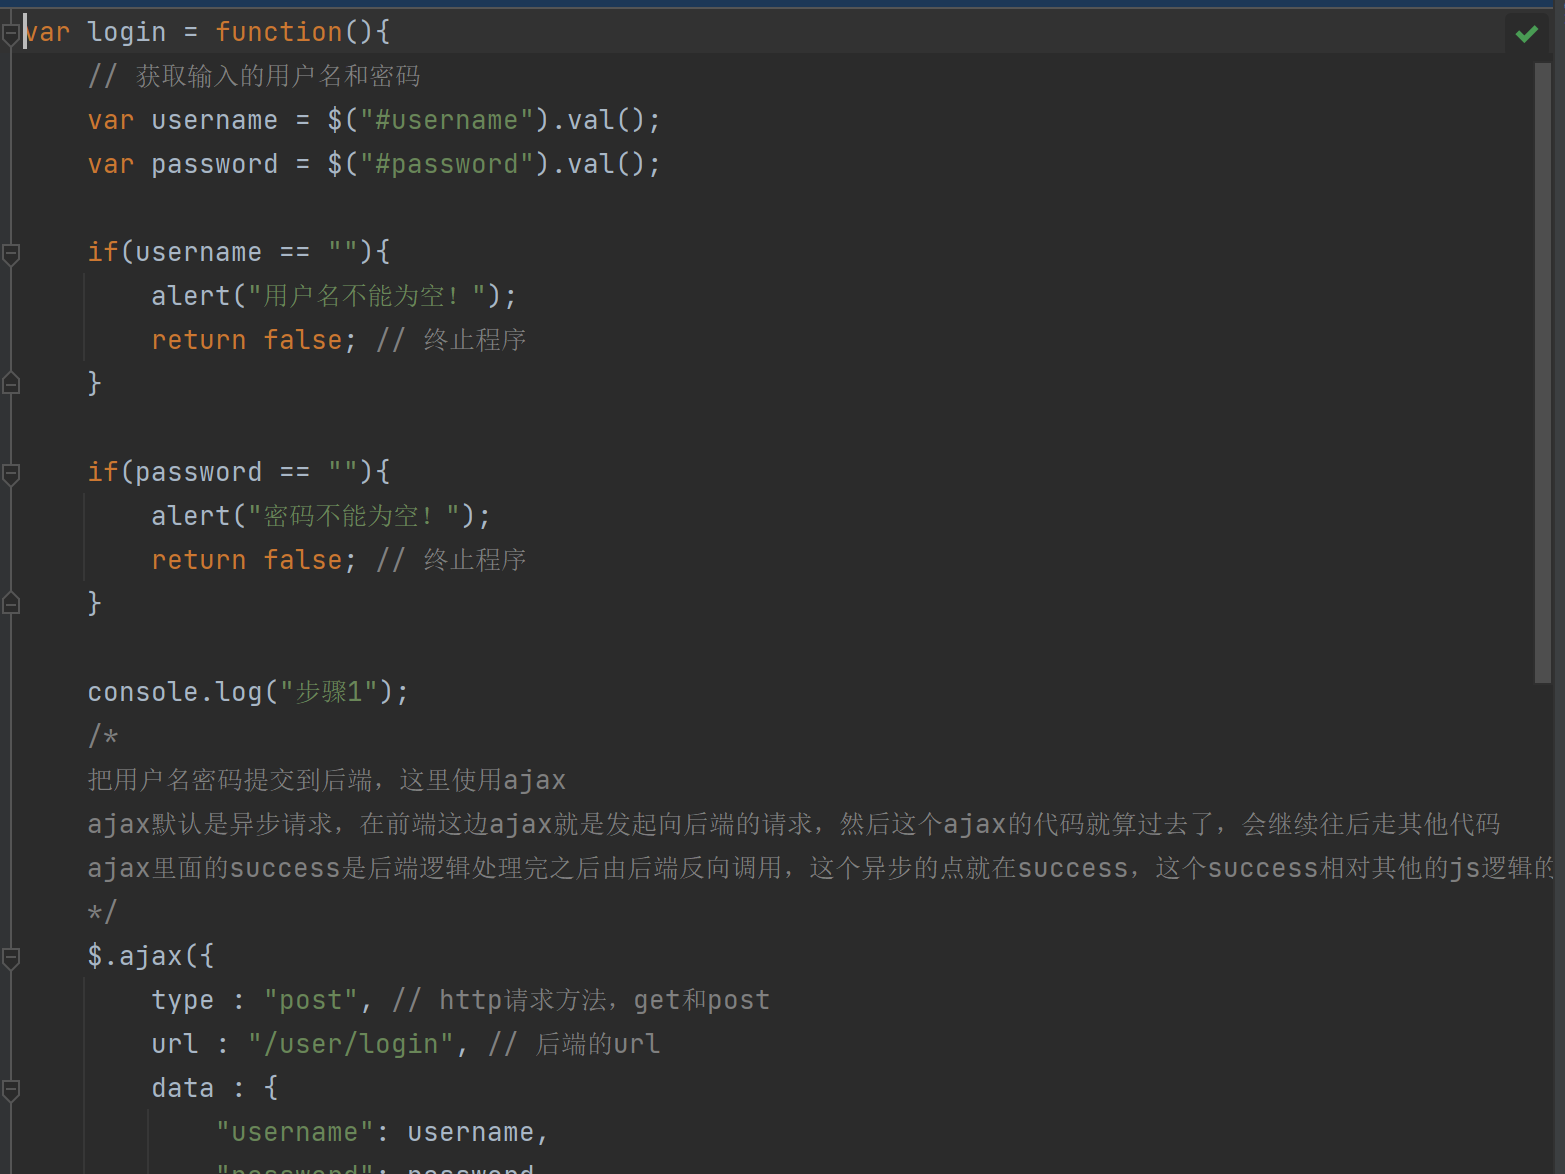 var login = function(){
    // 获取输入的用户名和密码
    var username = $("#username").val();
    var password = $("#password").val();

    if(username == ""){
        alert("用户名不能为空！");
        return false; // 终止程序
    }

    if(password == ""){
        alert("密码不能为空！");
        return false; // 终止程序
    }

    console.log("步骤1");
    /*
    把用户名密码提交到后端，这里使用ajax
    ajax默认是异步请求，在前端这边ajax就是发起向后端的请求，然后这个ajax的代码就算过去了，会继续往后走其他代码
    ajax里面的success是后端逻辑处理完之后由后端反向调用，这个异步的点就在success，这个success相对其他的js逻辑的
    */
    $.ajax({
        type : "post", // http请求方法，get和post
        url : "/user/login", // 后端的url
        data : {
            "username": username,
            "password": password